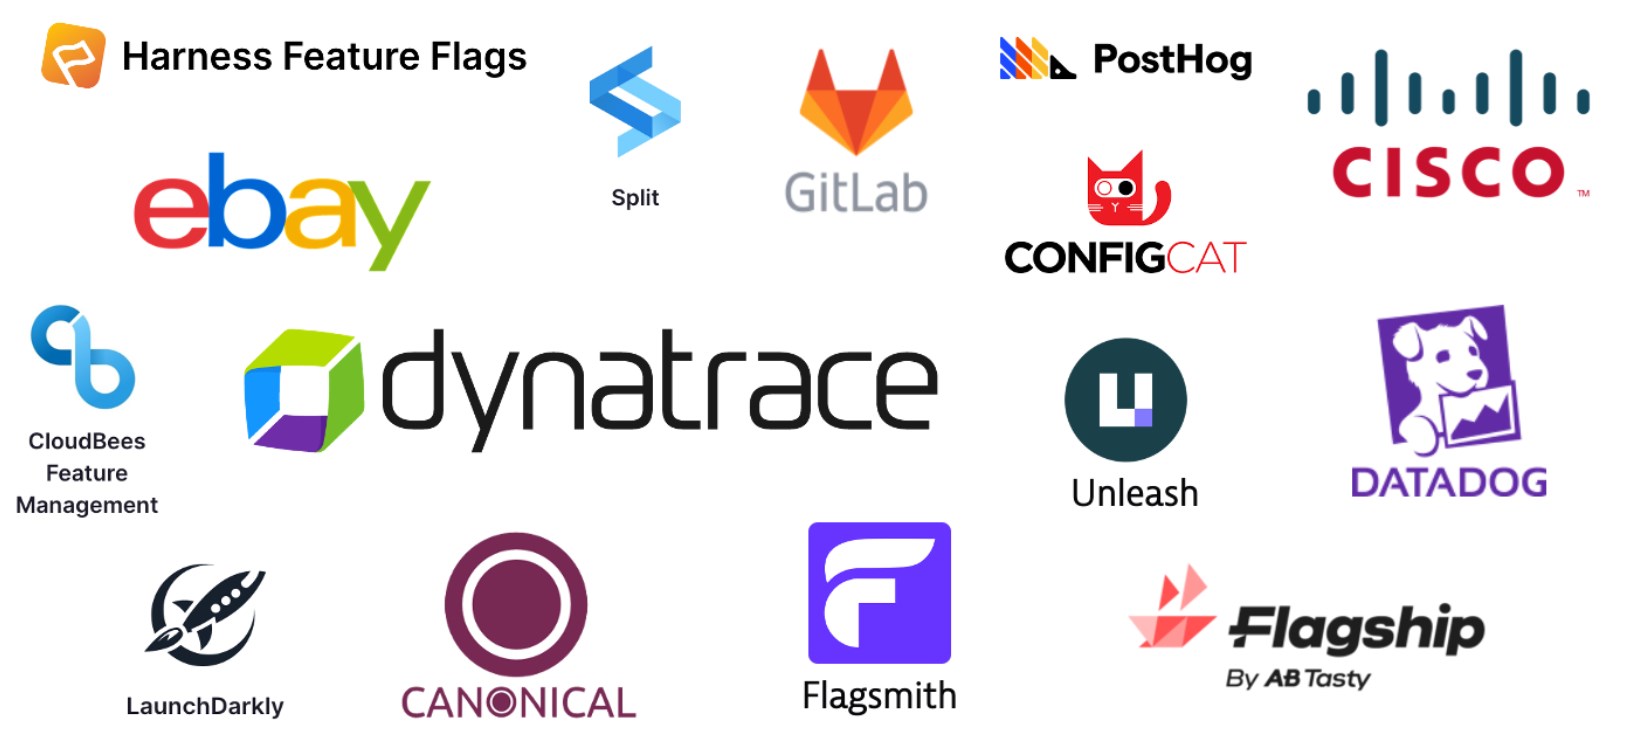 Harness Feature Flags
Split
GitLab
PostHog
CISCO
TM
ebay
CONFIGCAT
CloudBees
Feature
Management
dynatrace
Unleash
DATADOG
LaunchDarkly
CANONICAL
Flagsmith
Flagship
By AB Tasty